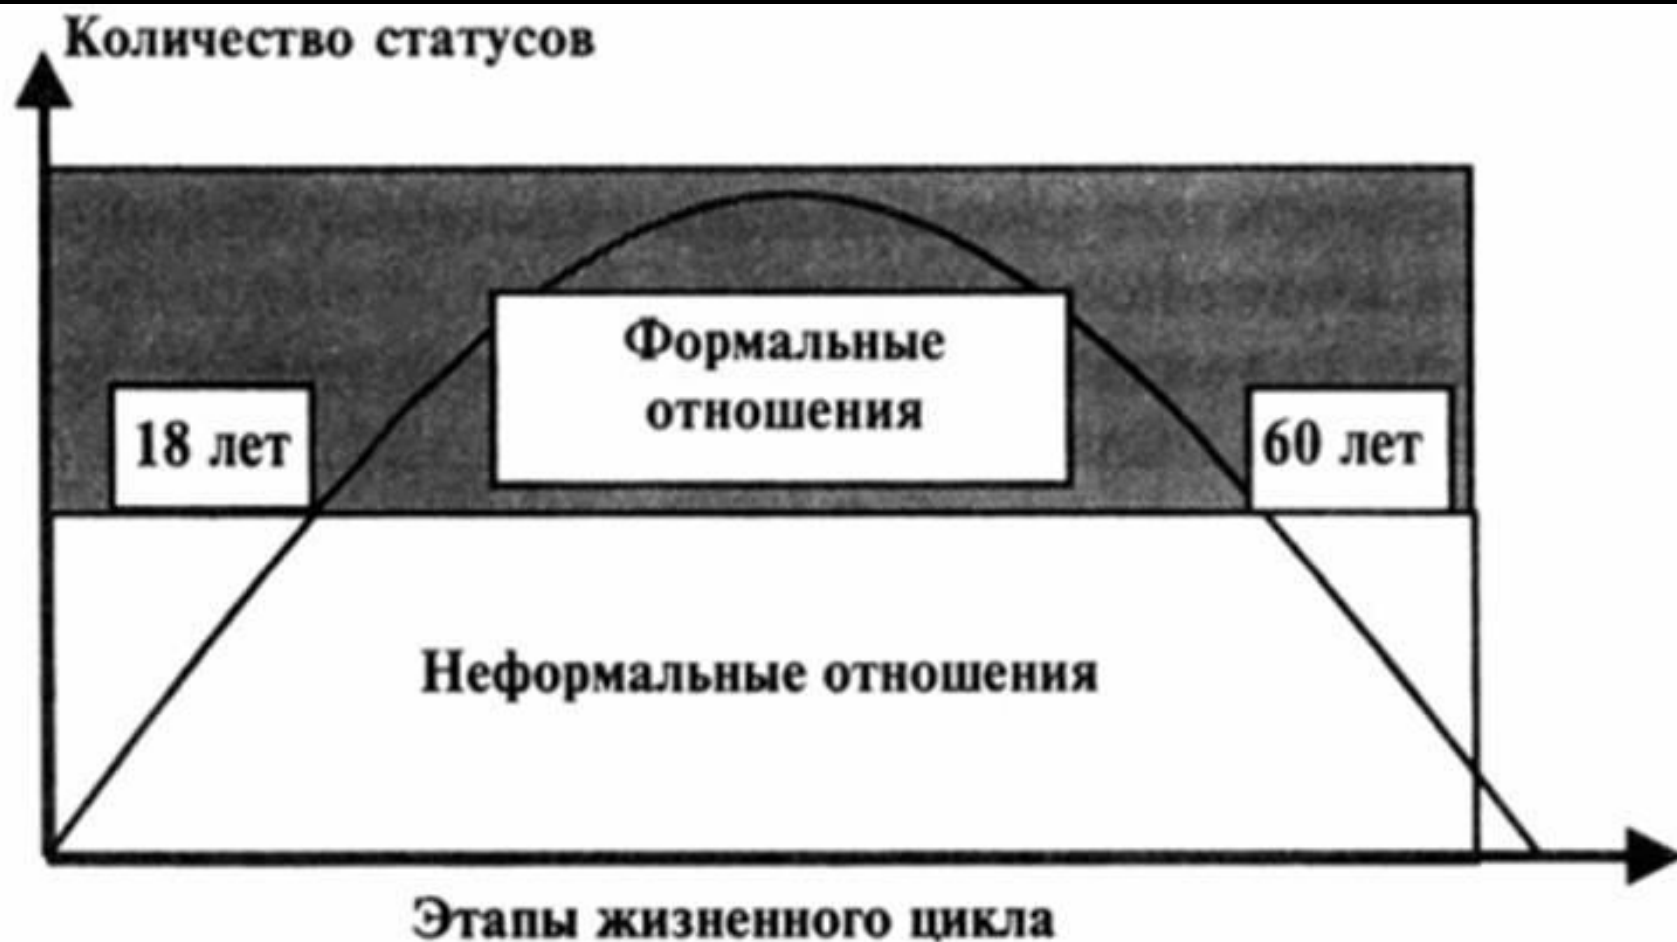 Количество статусов
Формальные
отношения
18 лет
60 лет
Неформальные отношения
Этапы жизненного цикла